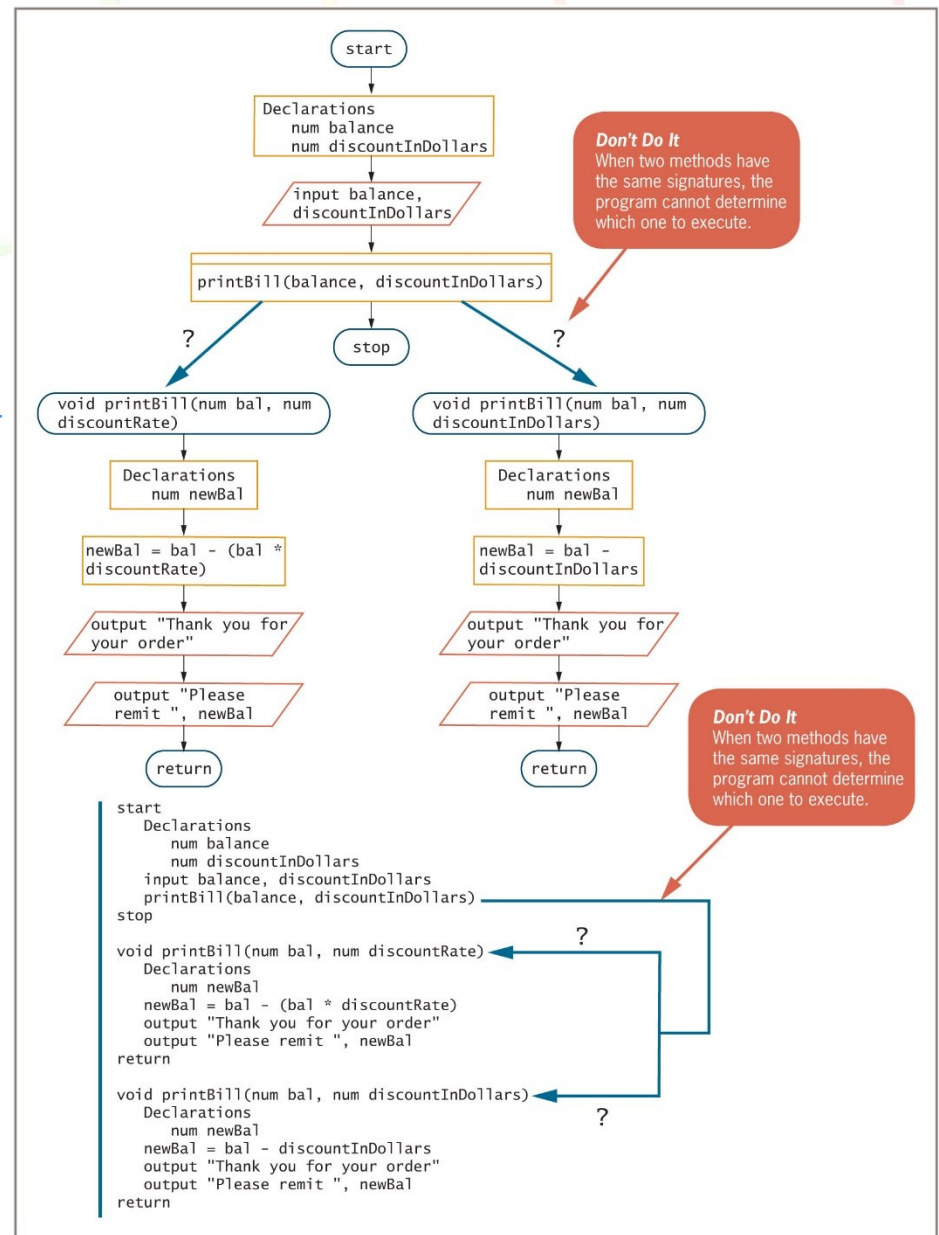 start
Declarations
num balance
num discountInDollars
Don't Do It
When two methods have
the same signatures, the
program cannot determine
which one to execute.
input balance,
discountInDollars
printBill(balance, discountInDollars)
?
?
stop
void printBill(num bal, num
discountRate)
Declarations
num newBal
newBal = bal - (bal *
discountRate)
output "Thank you for
your order"
output "Please
remit ", newBal
return
void printBill(num bal, num
discountInDollars)
Declarations
num newBal
newBal = bal -
discountInDollars
output "Thank you for
your order"
output "Please
remit ", newBal
return
Don't Do It
When two methods have
the same signatures, the
program cannot determine
which one to execute.
start
Declarations
num balance
num discountInDollars
input balance, discountInDollars
printBill(balance, discountInDollars)
stop
?
void printBill(num bal, num discountRate)
Declarations
num newBal
newBal = bal - (bal * discountRate)
output "Thank you for your order"
output "Please remit ", newBal
return
void printBill(num bal, num discountInDollars)
?
Declarations
num newBal
newBal = bal - discountInDollars
output "Thank you for your order"
output "Please remit ", newBal
return